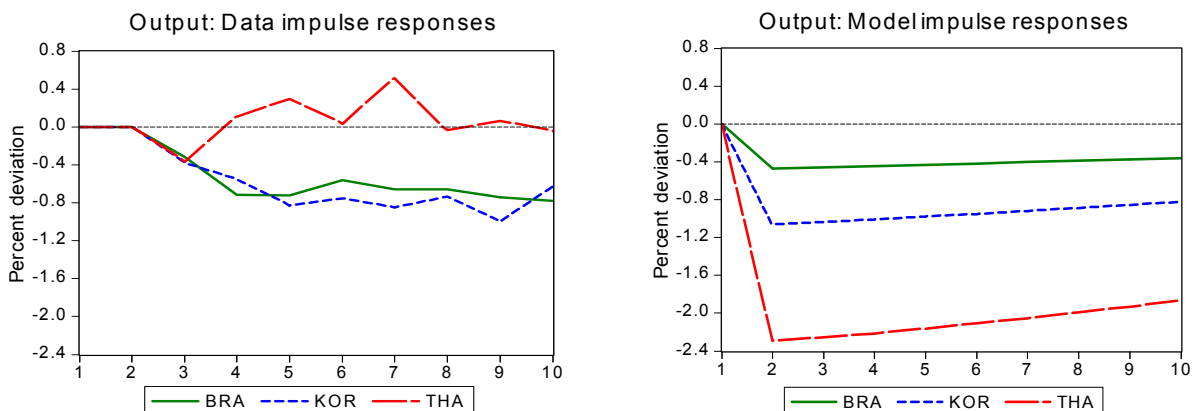 Output: Data impulse responses
Percent deviation
0.8
0.4
0.0
-0.4
-0.8
-1.2
-1.6
-2.0
-2.4
1 2 3 4 5 6 7 8 9 10
BRA KOR THA
Output: Model impulse responses
Percent deviation
0.8
0.4
0.0
-0.4
-0.8
-1.2
-1.6
-2.0
-2.4
1 2 3 4 5 6 7 8 9 10
BRA KOR THA